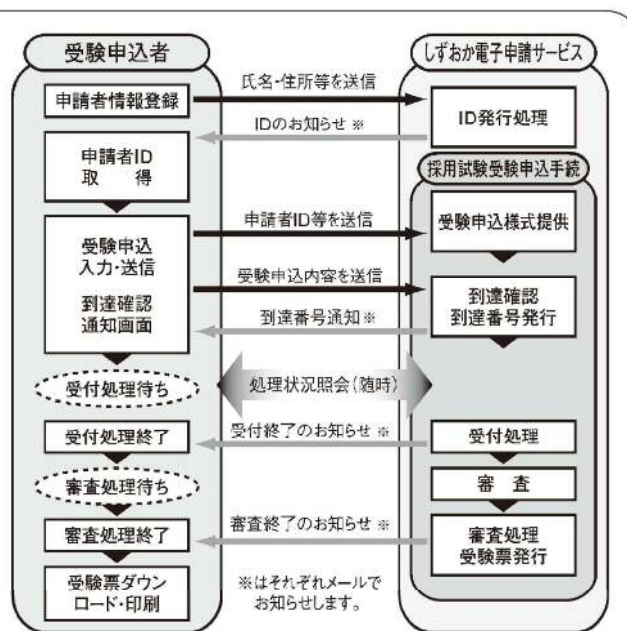 受験申込者
しずおか電子申請サービス
申請者情報登録
氏名・住所等を送信
ID発行処理
IDのお知らせ ※
申請者ID
取　得
採用試験受験申込手続
申請者ID等を送信
受験申込様式提供
受験申込
入力・送信
受験申込内容を送信
到達確認
通知画面
到達確認
到達番号発行
到達番号通知 ※
受付処理待ち
処理状況照会(随時)
受付処理終了
受付終了のお知らせ ※
受付処理
審査処理待ち
審　査
審査処理終了
審査終了のお知らせ ※
審査処理
受験票発行
受験票ダウン
ロード・印刷
※はそれぞれメールで
お知らせします。